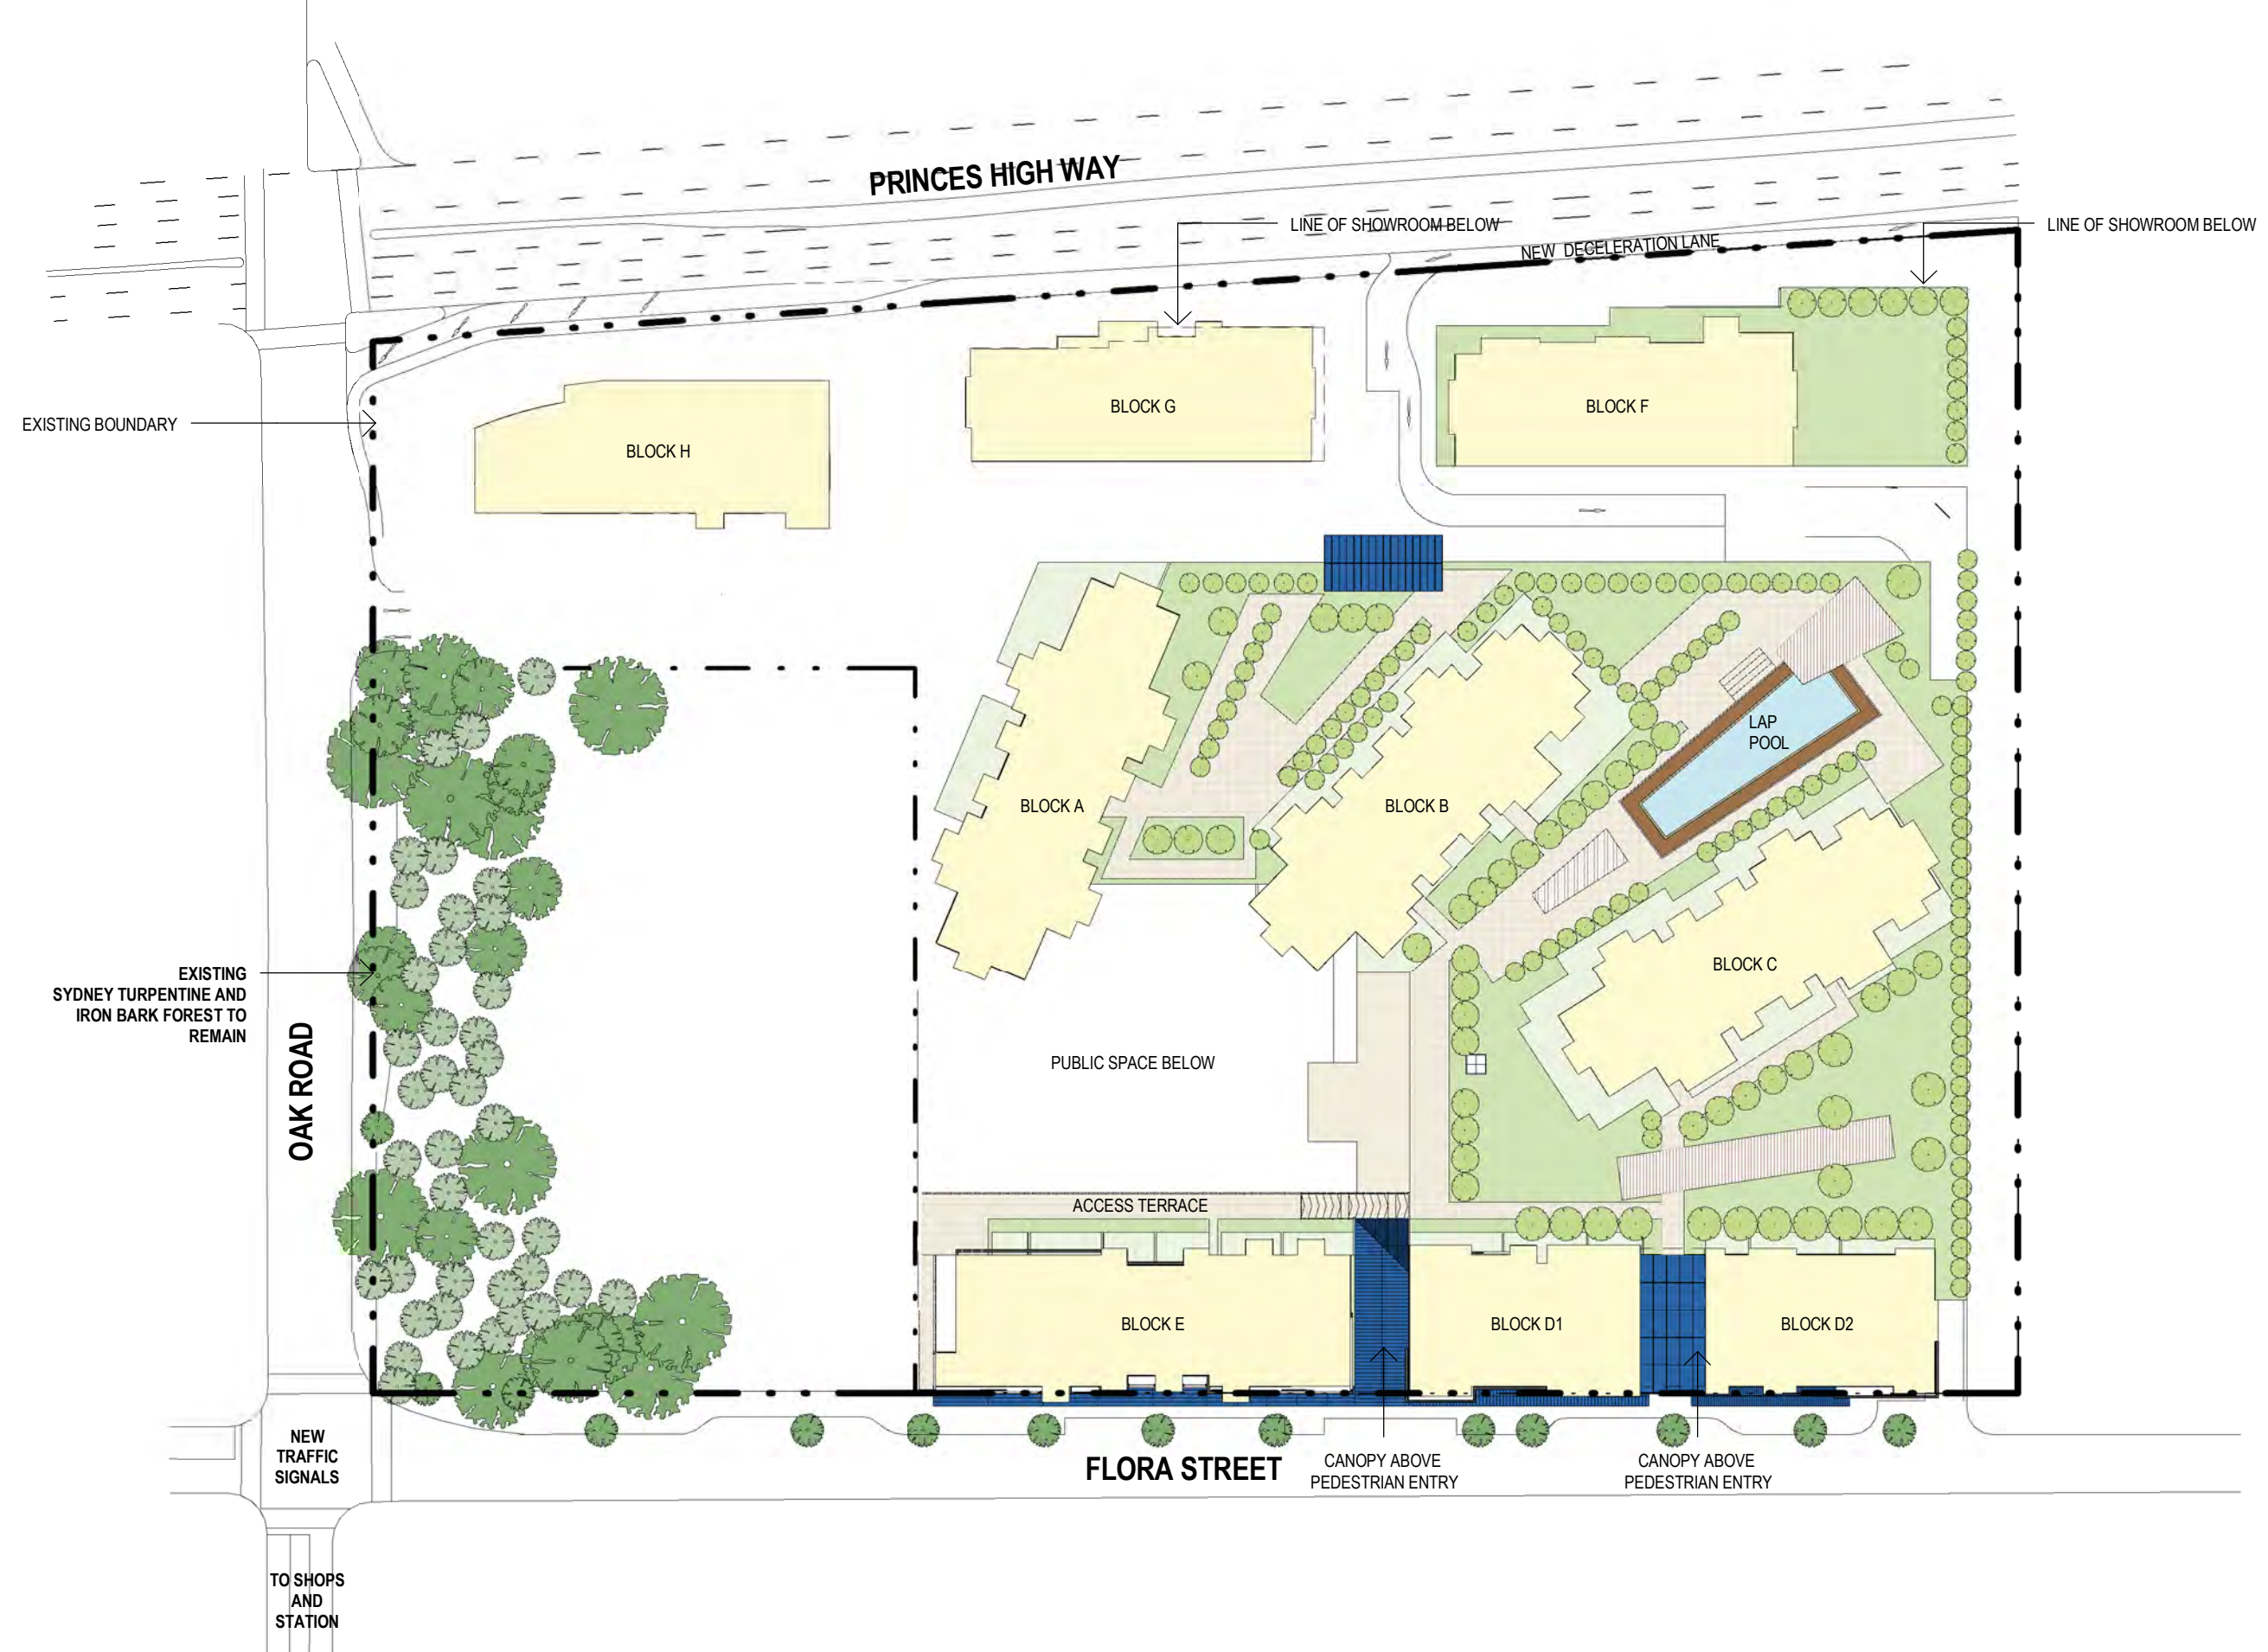 PRINCES HIGH WAY
LINE OF SHOWROOM BELOW
LINE OF SHOWROOM BELOW
NEW DECELERATION LANE
EXISTING BOUNDARY
BLOCK H
BLOCK G
BLOCK F
LAP
POOL
BLOCK A
BLOCK B
BLOCK C
EXISTING
SYDNEY TURPENTINE AND
IRON BARK FOREST TO
REMAIN
OAK ROAD
PUBLIC SPACE BELOW
ACCESS TERRACE
BLOCK E
BLOCK D1
BLOCK D2
NEW
TRAFFIC
SIGNALS
FLORA STREET
CANOPY ABOVE
PEDESTRIAN ENTRY
CANOPY ABOVE
PEDESTRIAN ENTRY
TO SHOPS
AND
STATION